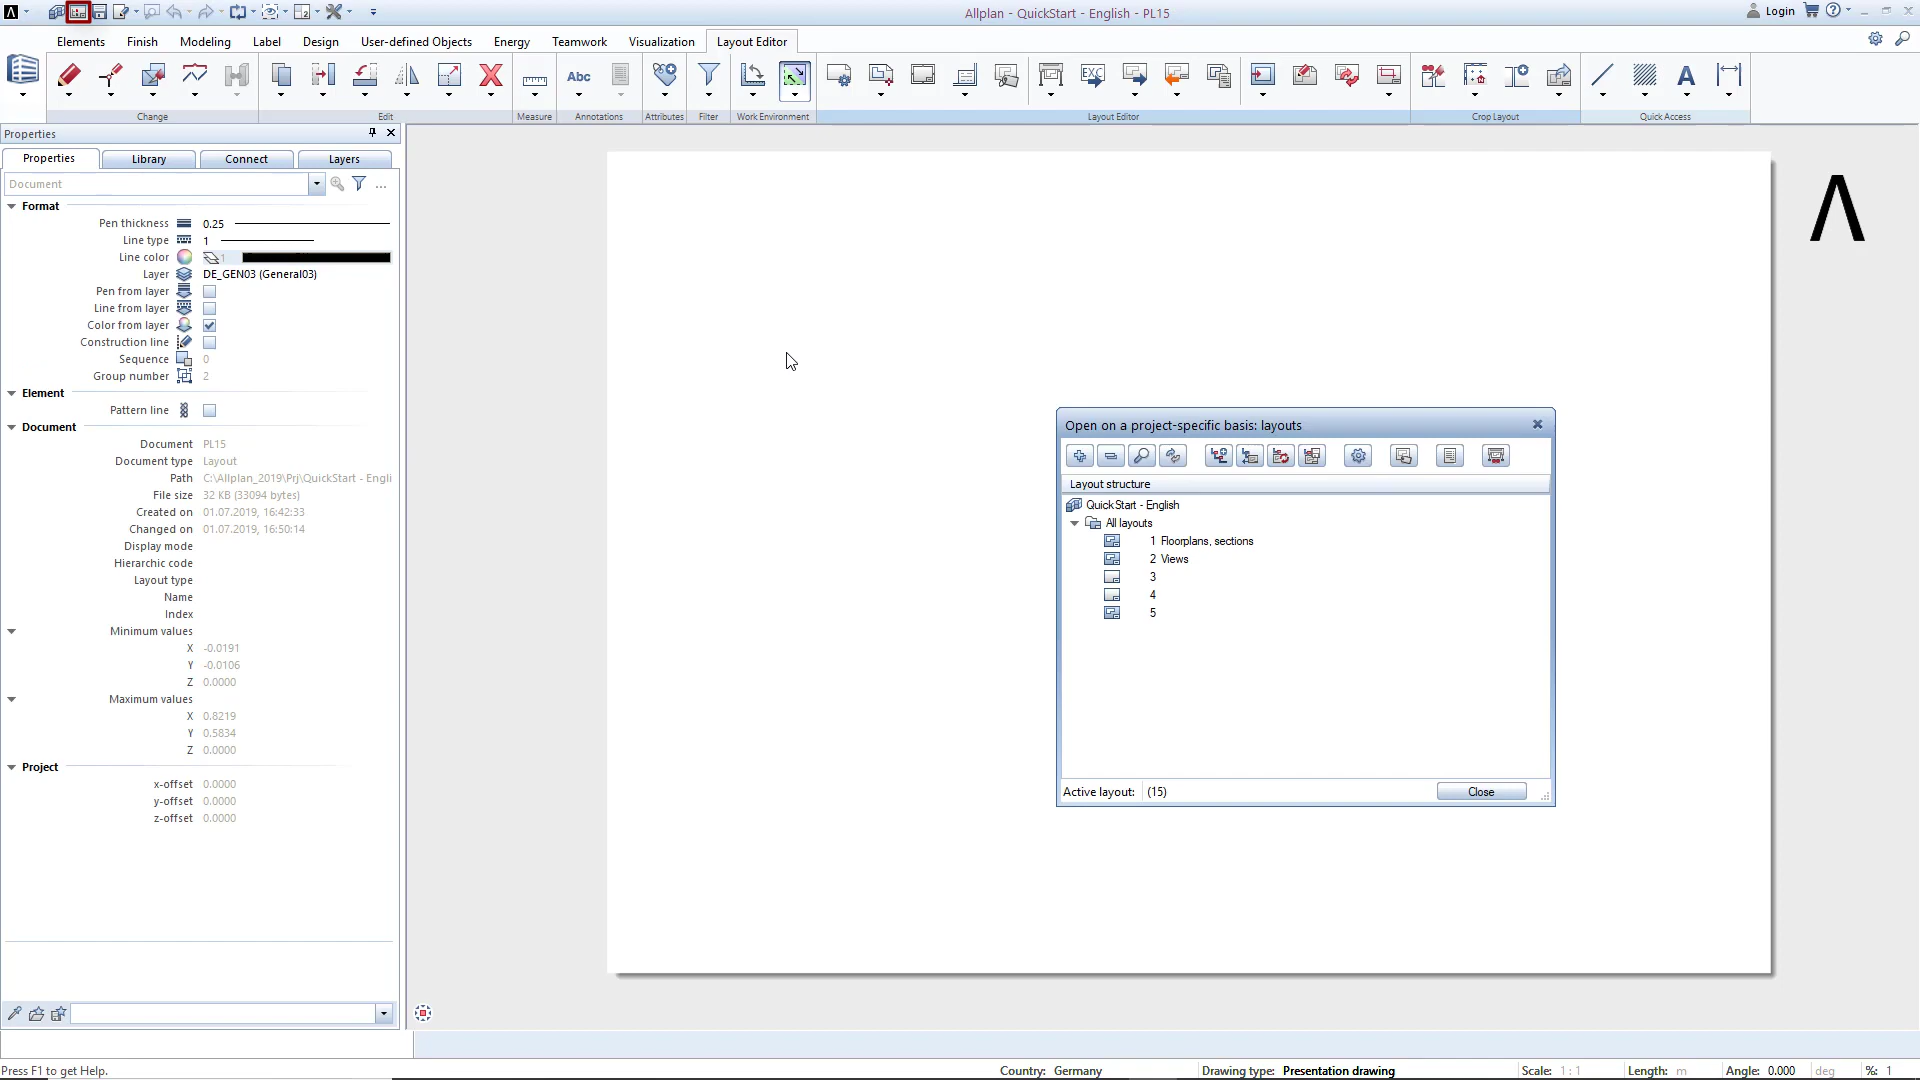 Allplan - QuickStart - English - PL15
Login
Elements Finish Modeling Label Design User-defined Objects Energy Teamwork Visualization Layout Editor
Abc
EXC
A
Change Edit Measure Annotations Attributes Filter Work Environment Layout Editor Crop Layout Quick Access
Properties
Properties Library Connect Layers
Document
Format
Pen thickness 0.25
Line type 1
Line color 1
Layer DE_GEN03 (General03)
Pen from layer
Line from layer
Color from layer
Construction line
Sequence 0
Group number 2
Element
Pattern line
Document
Document PL15
Document type Layout
Path C:\Allplan_2019\Prj\QuickStart - Engli
File size 32 KB (33094 bytes)
Created on 01.07.2019, 16:42:33
Changed on 01.07.2019, 16:50:14
Display mode
Hierarchic code
Layout type
Name
Index
Minimum values
X -0.0191
Y -0.0106
Z 0.0000
Maximum values
X 0.8219
Y 0.5834
Z 0.0000
Project
x-offset 0.0000
y-offset 0.0000
z-offset 0.0000
Open on a project-specific basis: layouts
Layout structure
QuickStart - English
All layouts
1 Floorplans, sections
2 Views
3
4
5
Active layout: (15) Close
Press F1 to get Help. Country: Germany Drawing type: Presentation drawing Scale: 1 : 1 Length: m Angle: 0.000 deg %: 1